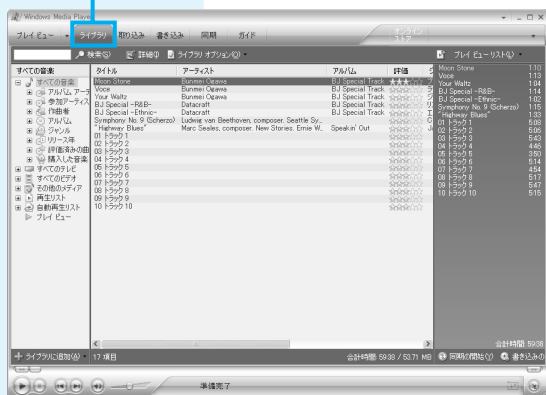 Windows Media Player
プレイ ビュー ライブラリ 取り込み 書き込み 同期 ガイド オンライン ストア
検索(S) 詳細(I) ライブラリ オプション(O) プレイ ビュー リスト(L)
すべての音楽 タイトル アーティスト アルバム 評価
すべての音楽
アルバム アーテ
参加アーティス
作曲者
アルバム
ジャンル
リリース年
評価済みの曲
購入した音楽
すべてのテレビ
すべてのビデオ
その他のメディア
再生リスト
自動再生リスト
プレイ ビュー
Moon Stone Bunmei Ogawa BJ Special Track
Voce Bunmei Ogawa BJ Special Track
Your Waltz Bunmei Ogawa BJ Special Track
BJ Special -R&B- Datacraft BJ Special Track
BJ Special -Ethnic- Datacraft BJ Special Track
Symphony No. 9 (Scherzo) Ludwig van Beethoven, composer. Seattle Sy...
"Highway Blues" Marc Seales, composer. New Stories. Ernie W... Speakin' Out
01 トラック 1
02 トラック 2
03 トラック 3
04 トラック 4
05 トラック 5
06 トラック 6
07 トラック 7
08 トラック 8
09 トラック 9
10 トラック 10
Moon Stone 1:10
Voce 1:13
Your Waltz 1:04
BJ Special -R&B- 1:14
BJ Special -Ethnic- 1:02
Symphony No. 9 (Scherzo) 1:15
"Highway Blues" 1:33
01 トラック 1 5:08
02 トラック 2 5:06
03 トラック 3 5:43
04 トラック 4 4:46
05 トラック 5 3:50
06 トラック 6 5:14
07 トラック 7 4:54
08 トラック 8 5:17
09 トラック 9 5:47
10 トラック 10 5:15
合計時間: 59:38
ライブラリに追加(A) 17 項目 合計時間: 59:38 / 53.71 MB 同期の開始(Y) 書き込みの
準備完了